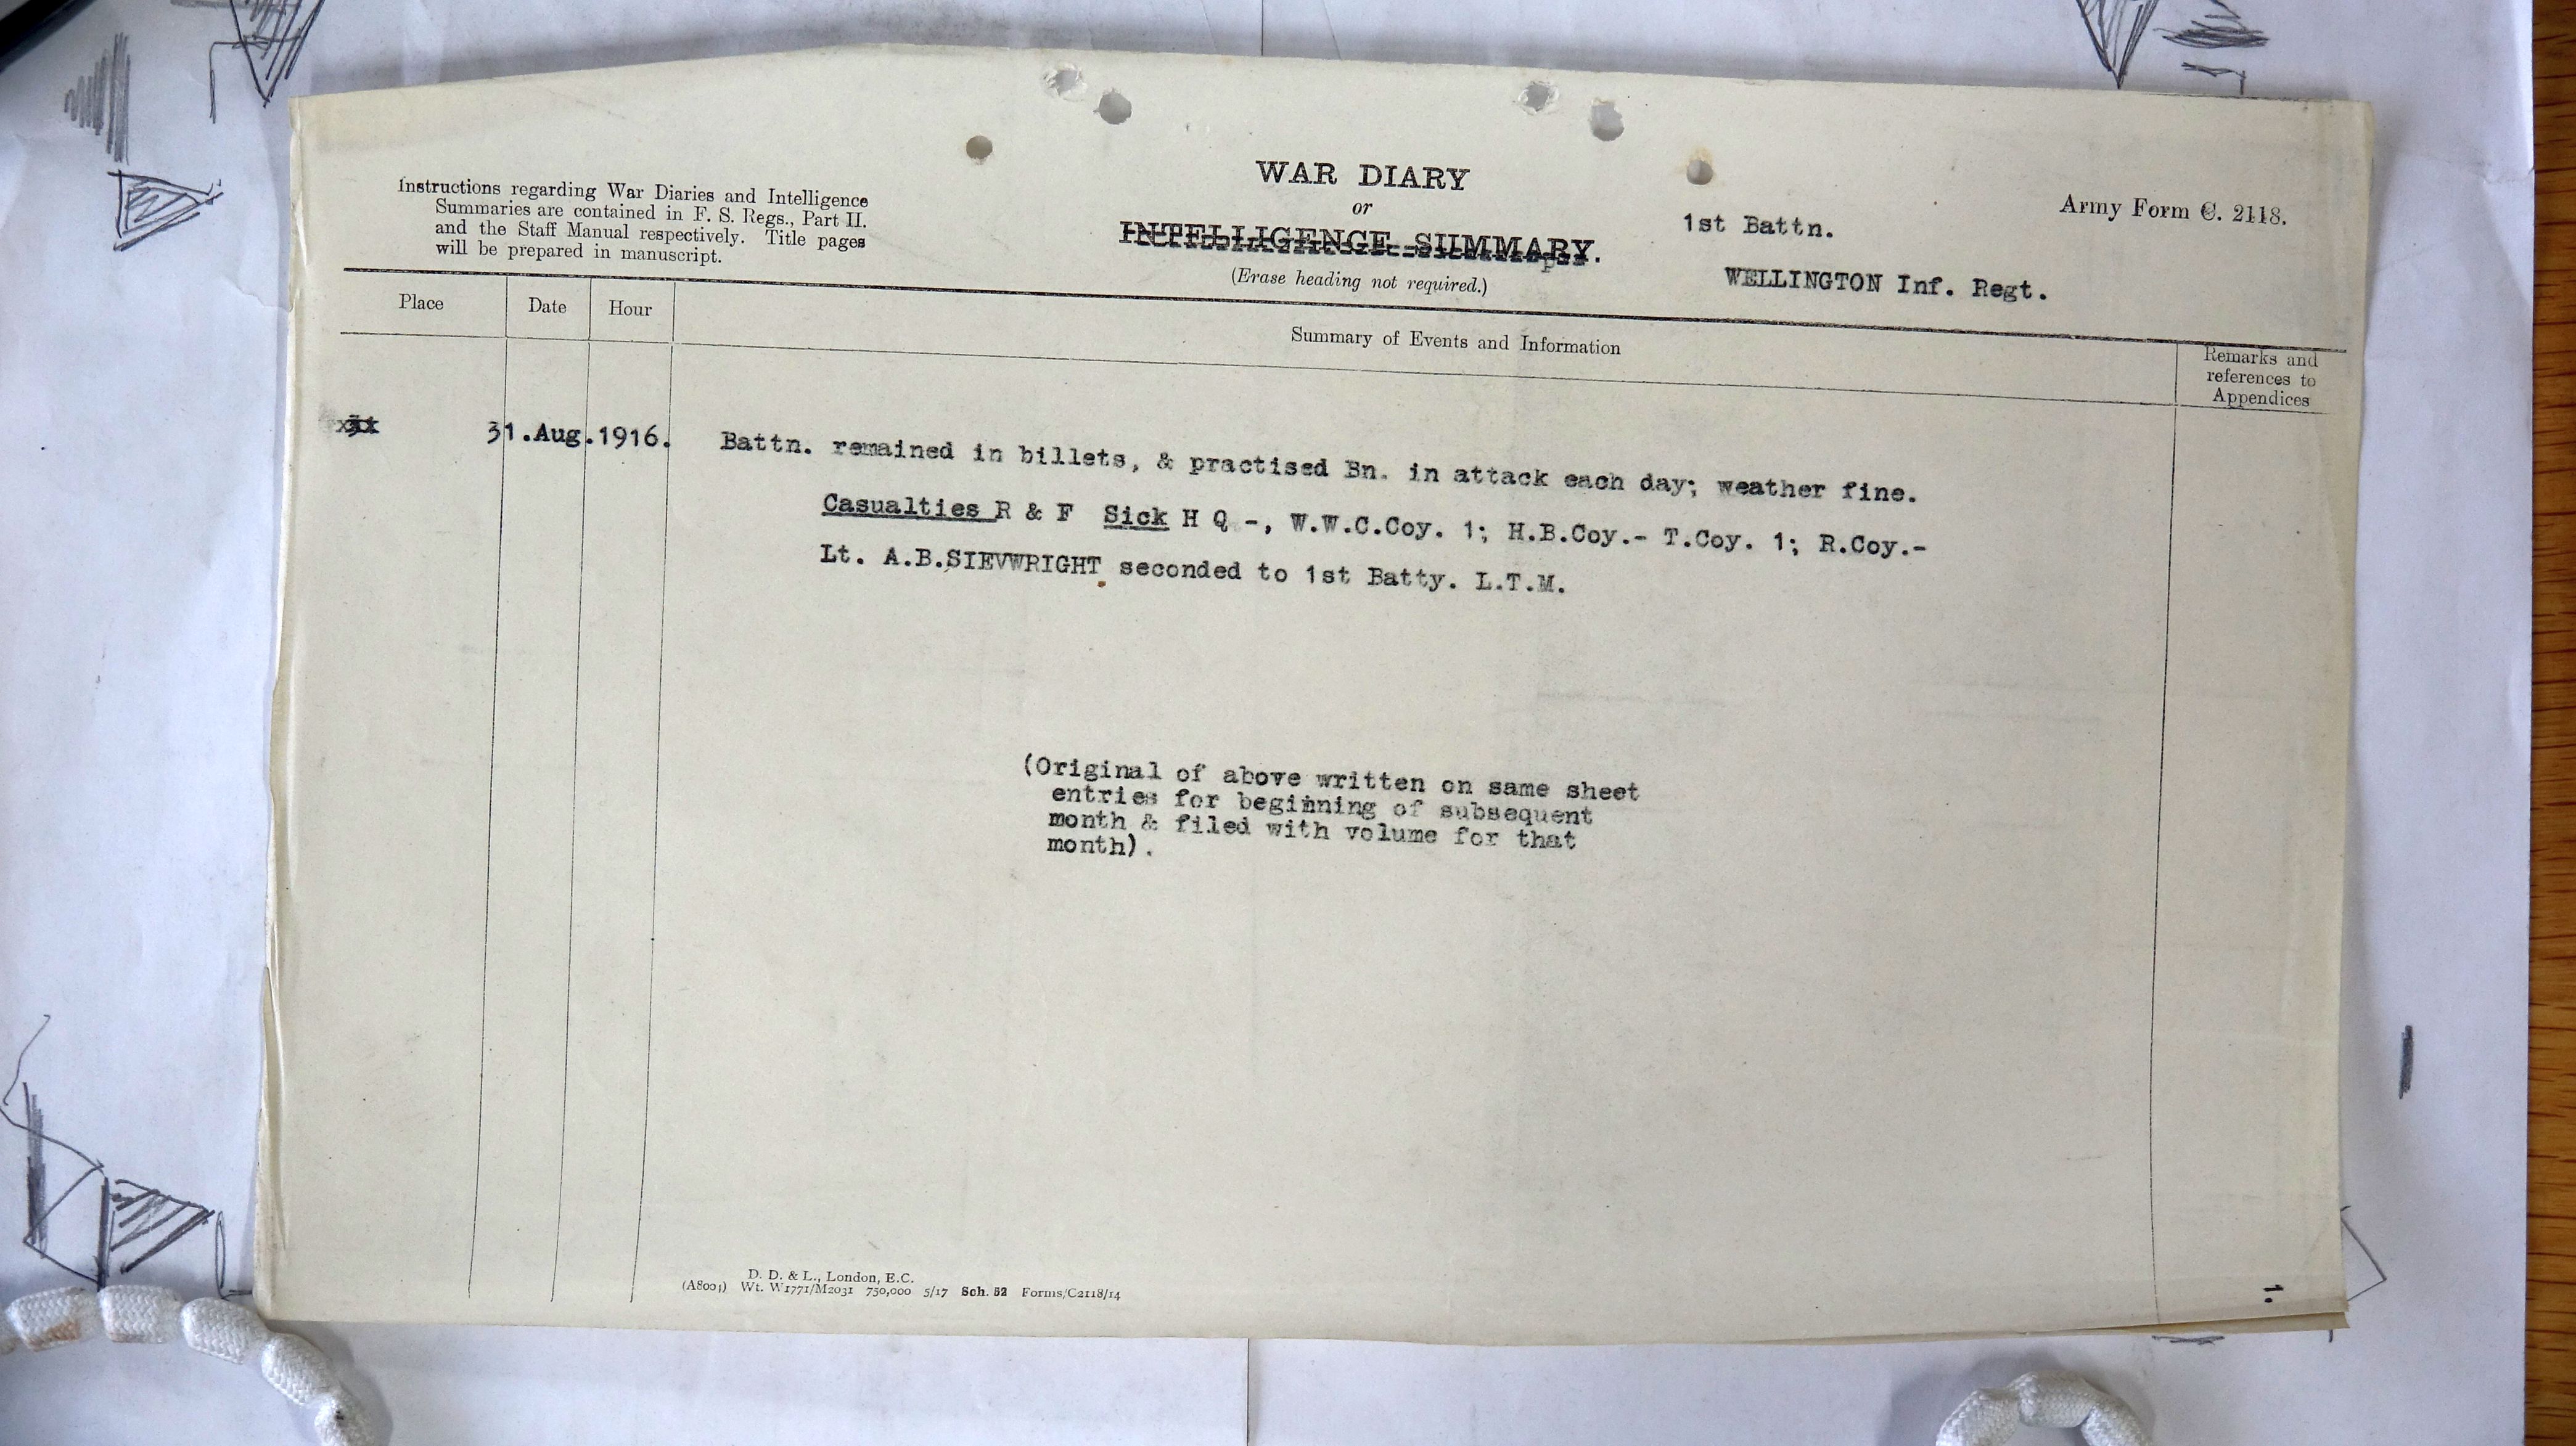 Instructions regarding War Diaries and Intelligence
Summaries are contained in F. S. Regs., Part II.
and the Staff Manual respectively. Title pages
will be prepared in manuscript.
WAR DIARY
or
INTELLIGENCE SUMMARY.
(Erase heading not required.)
1st Battn.
WELLINGTON Inf. Regt.
Army Form C. 2118.
Place
Date
Hour
Summary of Events and Information
Remarks and
references to
Appendices
31.Aug.1916.
Battn. remained in billets, & practised Bn. in attack each day; weather fine.
Casualties R & F Sick H Q -, W.W.C.Coy. 1; H.B.Coy.- T.Coy. 1; R.Coy.-
Lt. A.B.SIEVWRIGHT seconded to 1st Batty. L.T.M.
(Original of above written on same sheet
entries for beginning of subsequent
month & filed with volume for that
month).
D. D. & L., London, E.C.
(A8001) Wt. W1771/M2031 750,000 5/17 Sch. 52 Forms/C2118/14
1.